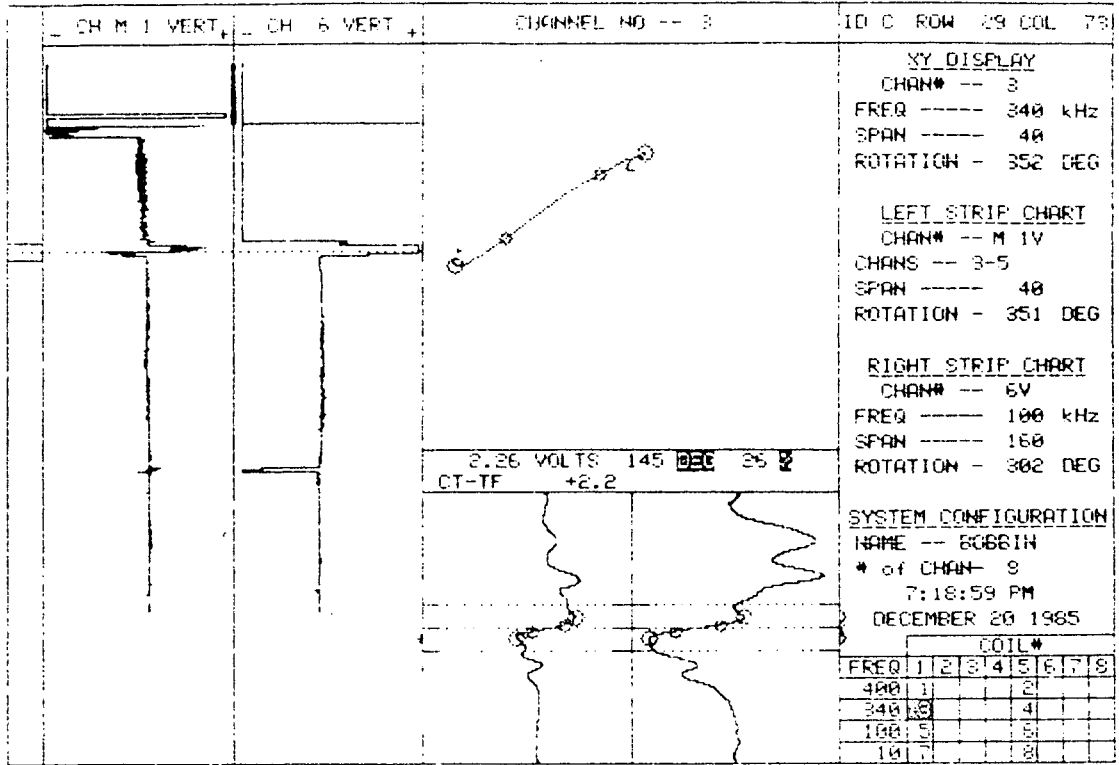 _ CH M 1 VERT + _ CH 6 VERT + CHANNEL NO -- 3 ID C ROW 29 COL 73
XY DISPLAY
CHAN# -- 3
FREQ ----- 340 kHz
SPAN ----- 40
ROTATION - 352 DEG
LEFT STRIP CHART
CHAN# -- M 1V
CHANS -- 3-5
SPAN ----- 40
ROTATION - 351 DEG
RIGHT STRIP CHART
CHAN# -- 6V
FREQ ----- 100 kHz
SPAN ----- 160
ROTATION - 302 DEG
2.26 VOLTS 145 DEG 26 %
CT-TF +2.2
SYSTEM CONFIGURATION
NAME -- BOBBIN
# of CHAN- 8
7:18:59 PM
DECEMBER 20 1985
COIL#
FREQ 1 2 3 4 5 6 7 8
400 1 2
340 3 4
100 5 6
10 7 8